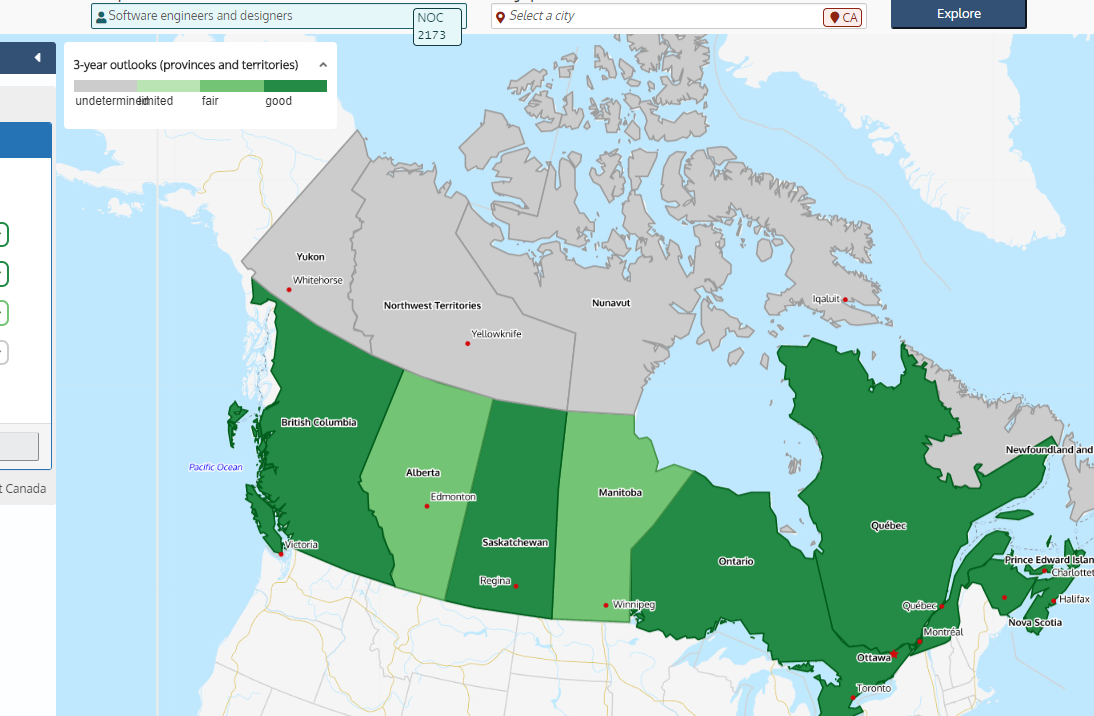 Software engineers and designers
NOC
2173
Select a city
CA
Explore
3-year outlooks (provinces and territories)
undetermined
limited
fair
good
Yukon
Whitehorse
Northwest Territories
Yellowknife
Nunavut
Iqaluit
British Columbia
Pacific Ocean
Alberta
Edmonton
Manitoba
Newfoundland and
Saskatchewan
Québec
Victoria
Ontario
Prince Edward Islan
Charlottet
Regina
Winnipeg
Québec
Halifax
Nova Scotia
Montréal
Ottawa
Toronto
t Canada